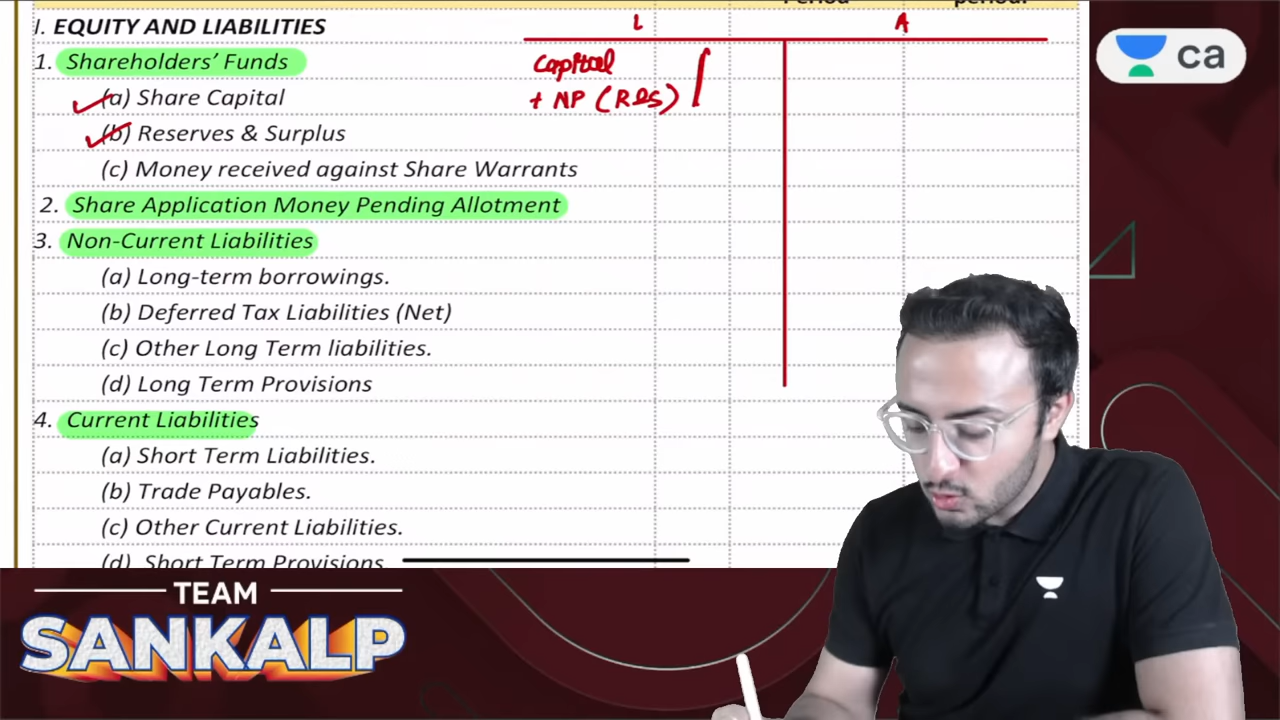 I. EQUITY AND LIABILITIES
L
A
1. Shareholders' Funds
Capital
(a) Share Capital
+ NP (R&S)
(b) Reserves & Surplus
(c) Money received against Share Warrants
2. Share Application Money Pending Allotment
3. Non-Current Liabilities
(a) Long-term borrowings.
(b) Deferred Tax Liabilities (Net)
(c) Other Long Term liabilities.
(d) Long Term Provisions
4. Current Liabilities
(a) Short Term Liabilities.
(b) Trade Payables.
(c) Other Current Liabilities.
(d) Short Term Provisions
ca
TEAM
SANKALP